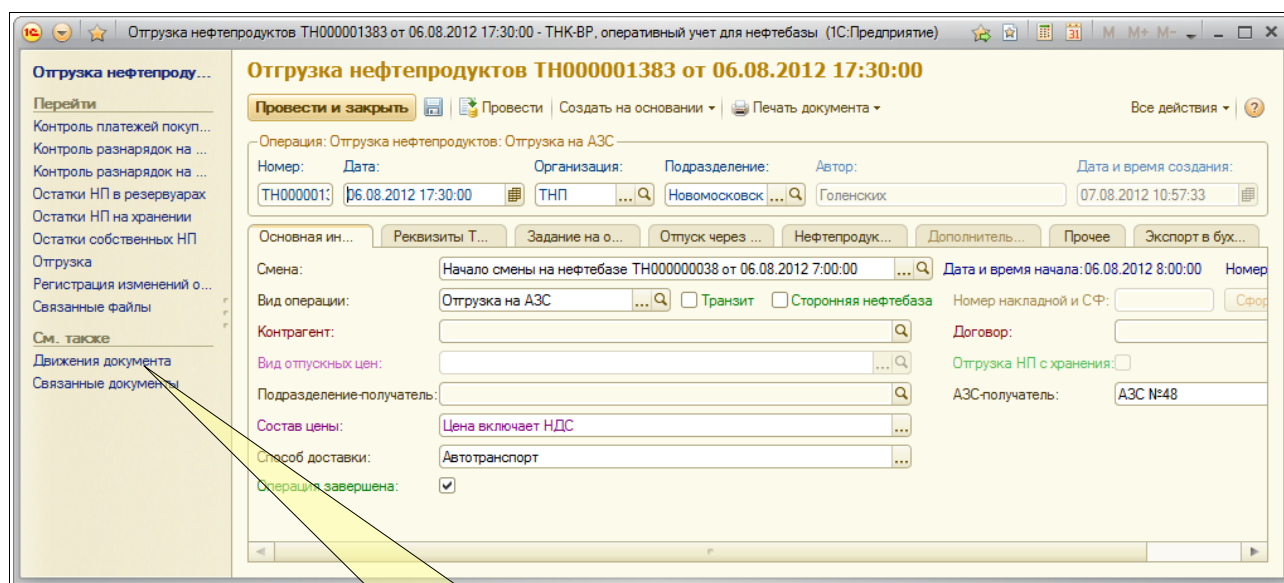 Отгрузка нефтепродуктов ТН000001383 от 06.08.2012 17:30:00 - ТНК-ВР, оперативный учет для нефтебазы (1С:Предприятие) 31 M M+ M-
Отгрузка нефтепроду...
Перейти
Контроль платежей покуп...
Контроль разнарядок на ...
Контроль разнарядок на ...
Остатки НП в резервуарах
Остатки НП на хранении
Остатки собственных НП
Отгрузка
Регистрация изменений о...
Связанные файлы
См. также
Движения документа
Связанные документы
Отгрузка нефтепродуктов ТН000001383 от 06.08.2012 17:30:00
Провести и закрыть Провести Создать на основании Печать документа Все действия
Операция: Отгрузка нефтепродуктов: Отгрузка на АЗС
Номер: Дата: Организация: Подразделение: Автор: Дата и время создания:
ТН0000013 06.08.2012 17:30:00 ТНП ... Новомосковск ... Голенских 07.08.2012 10:57:33
Основная ин... Реквизиты Т... Задание на о... Отпуск через ... Нефтепродук... Дополнитель... Прочее Экспорт в бух...
Смена: Начало смены на нефтебазе ТН000000038 от 06.08.2012 7:00:00 ... Дата и время начала: 06.08.2012 8:00:00 Номер
Вид операции: Отгрузка на АЗС ... Транзит Сторонняя нефтебаза Номер накладной и СФ: Сфор
Контрагент: Договор:
Вид отпускных цен: ... Отгрузка НП с хранения:
Подразделение-получатель: АЗС-получатель: АЗС №48
Состав цены: Цена включает НДС ...
Способ доставки: Автотранспорт ...
Операция завершена: